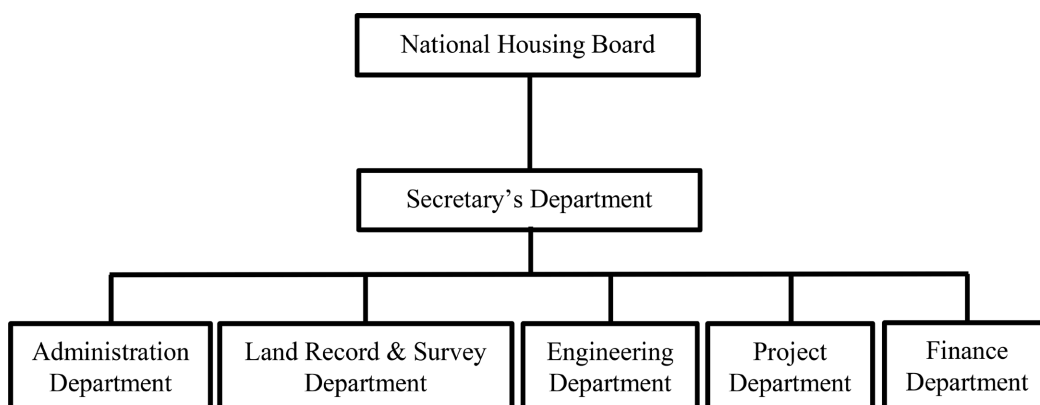 National Housing Board
Secretary’s Department
Administration
Department
Land Record & Survey
Department
Engineering
Department
Project
Department
Finance
Department